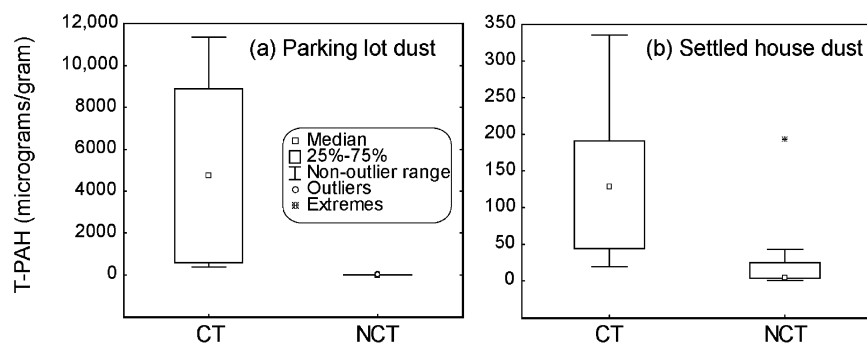 T-PAH (micrograms/gram)
12,000
10,000
8000
6000
4000
2000
0
(a) Parking lot dust
Median
25%-75%
Non-outlier range
Outliers
Extremes
CT NCT
350
300
250
200
150
100
50
0
(b) Settled house dust
CT NCT